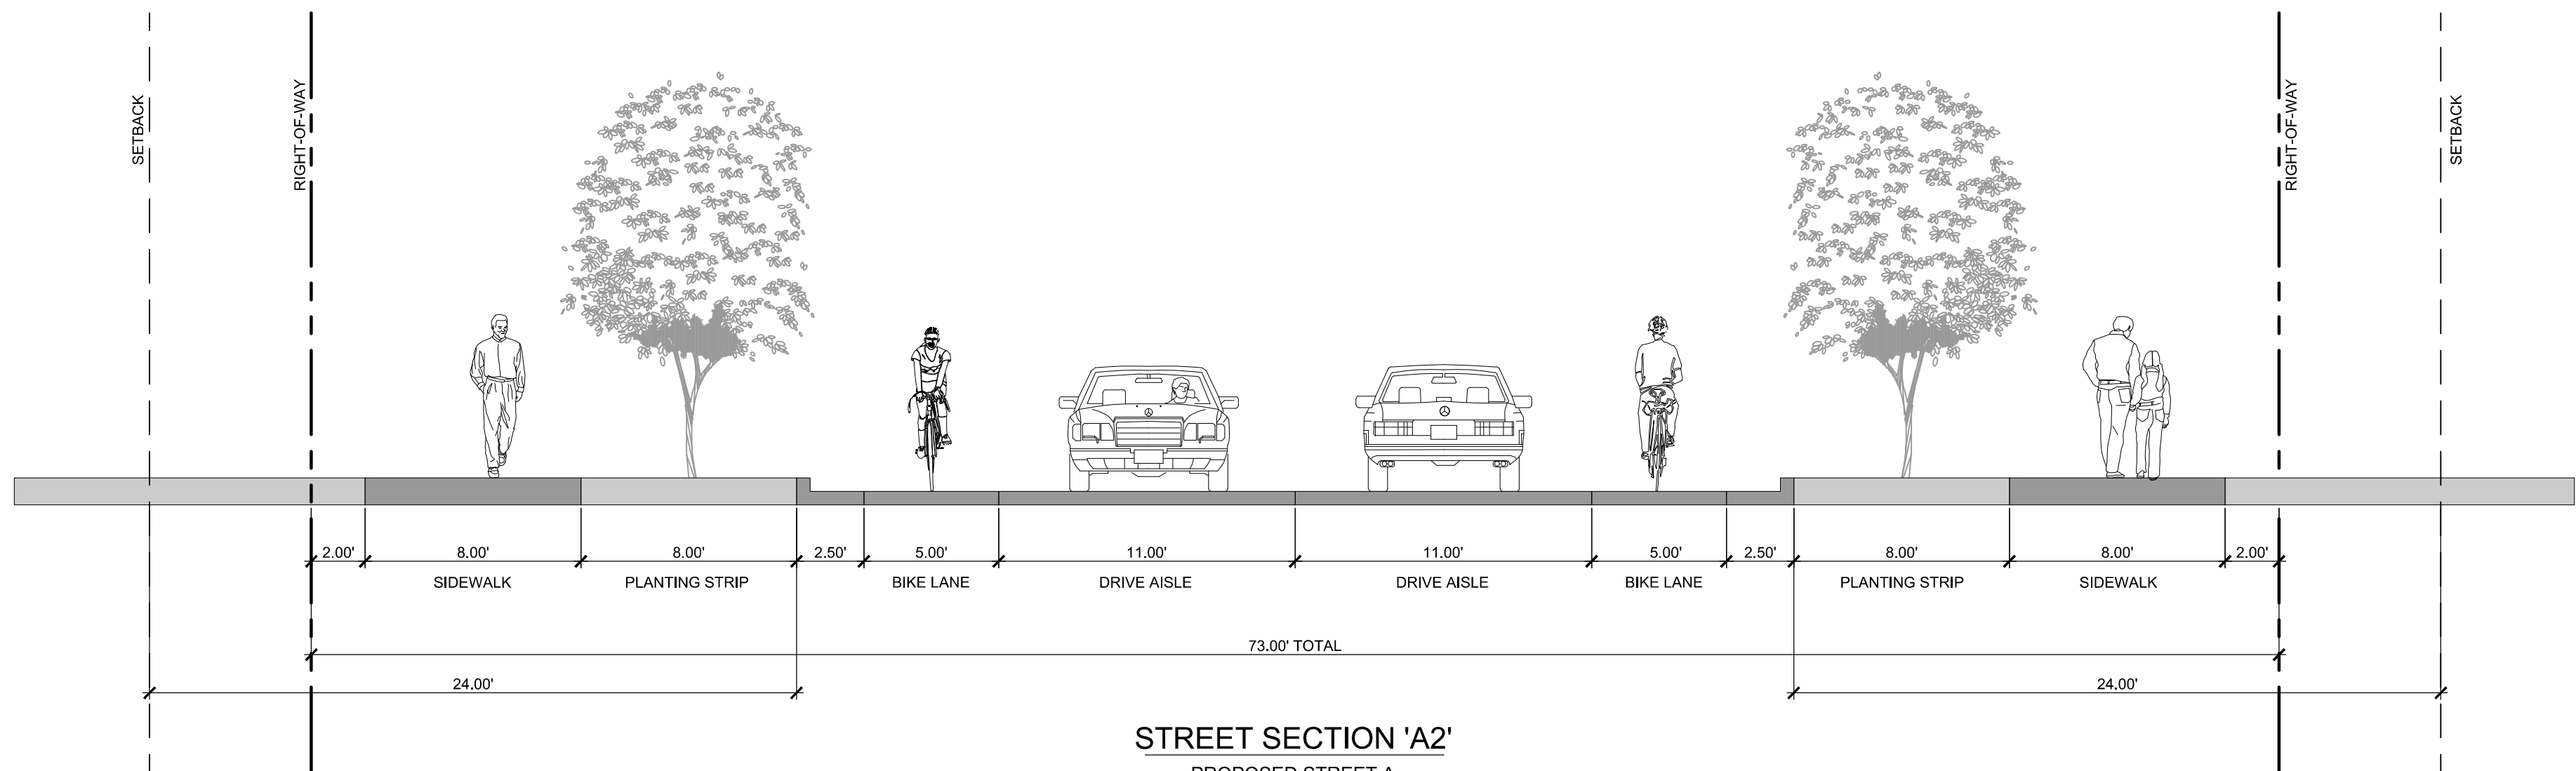 SETBACK
RIGHT-OF-WAY
RIGHT-OF-WAY
SETBACK
2.00' 8.00' 8.00' 2.50' 5.00' 11.00' 11.00' 5.00' 2.50' 8.00' 8.00' 2.00'
SIDEWALK PLANTING STRIP BIKE LANE DRIVE AISLE DRIVE AISLE BIKE LANE PLANTING STRIP SIDEWALK
73.00' TOTAL
24.00' 24.00'
STREET SECTION 'A2'
PROPOSED STREET A